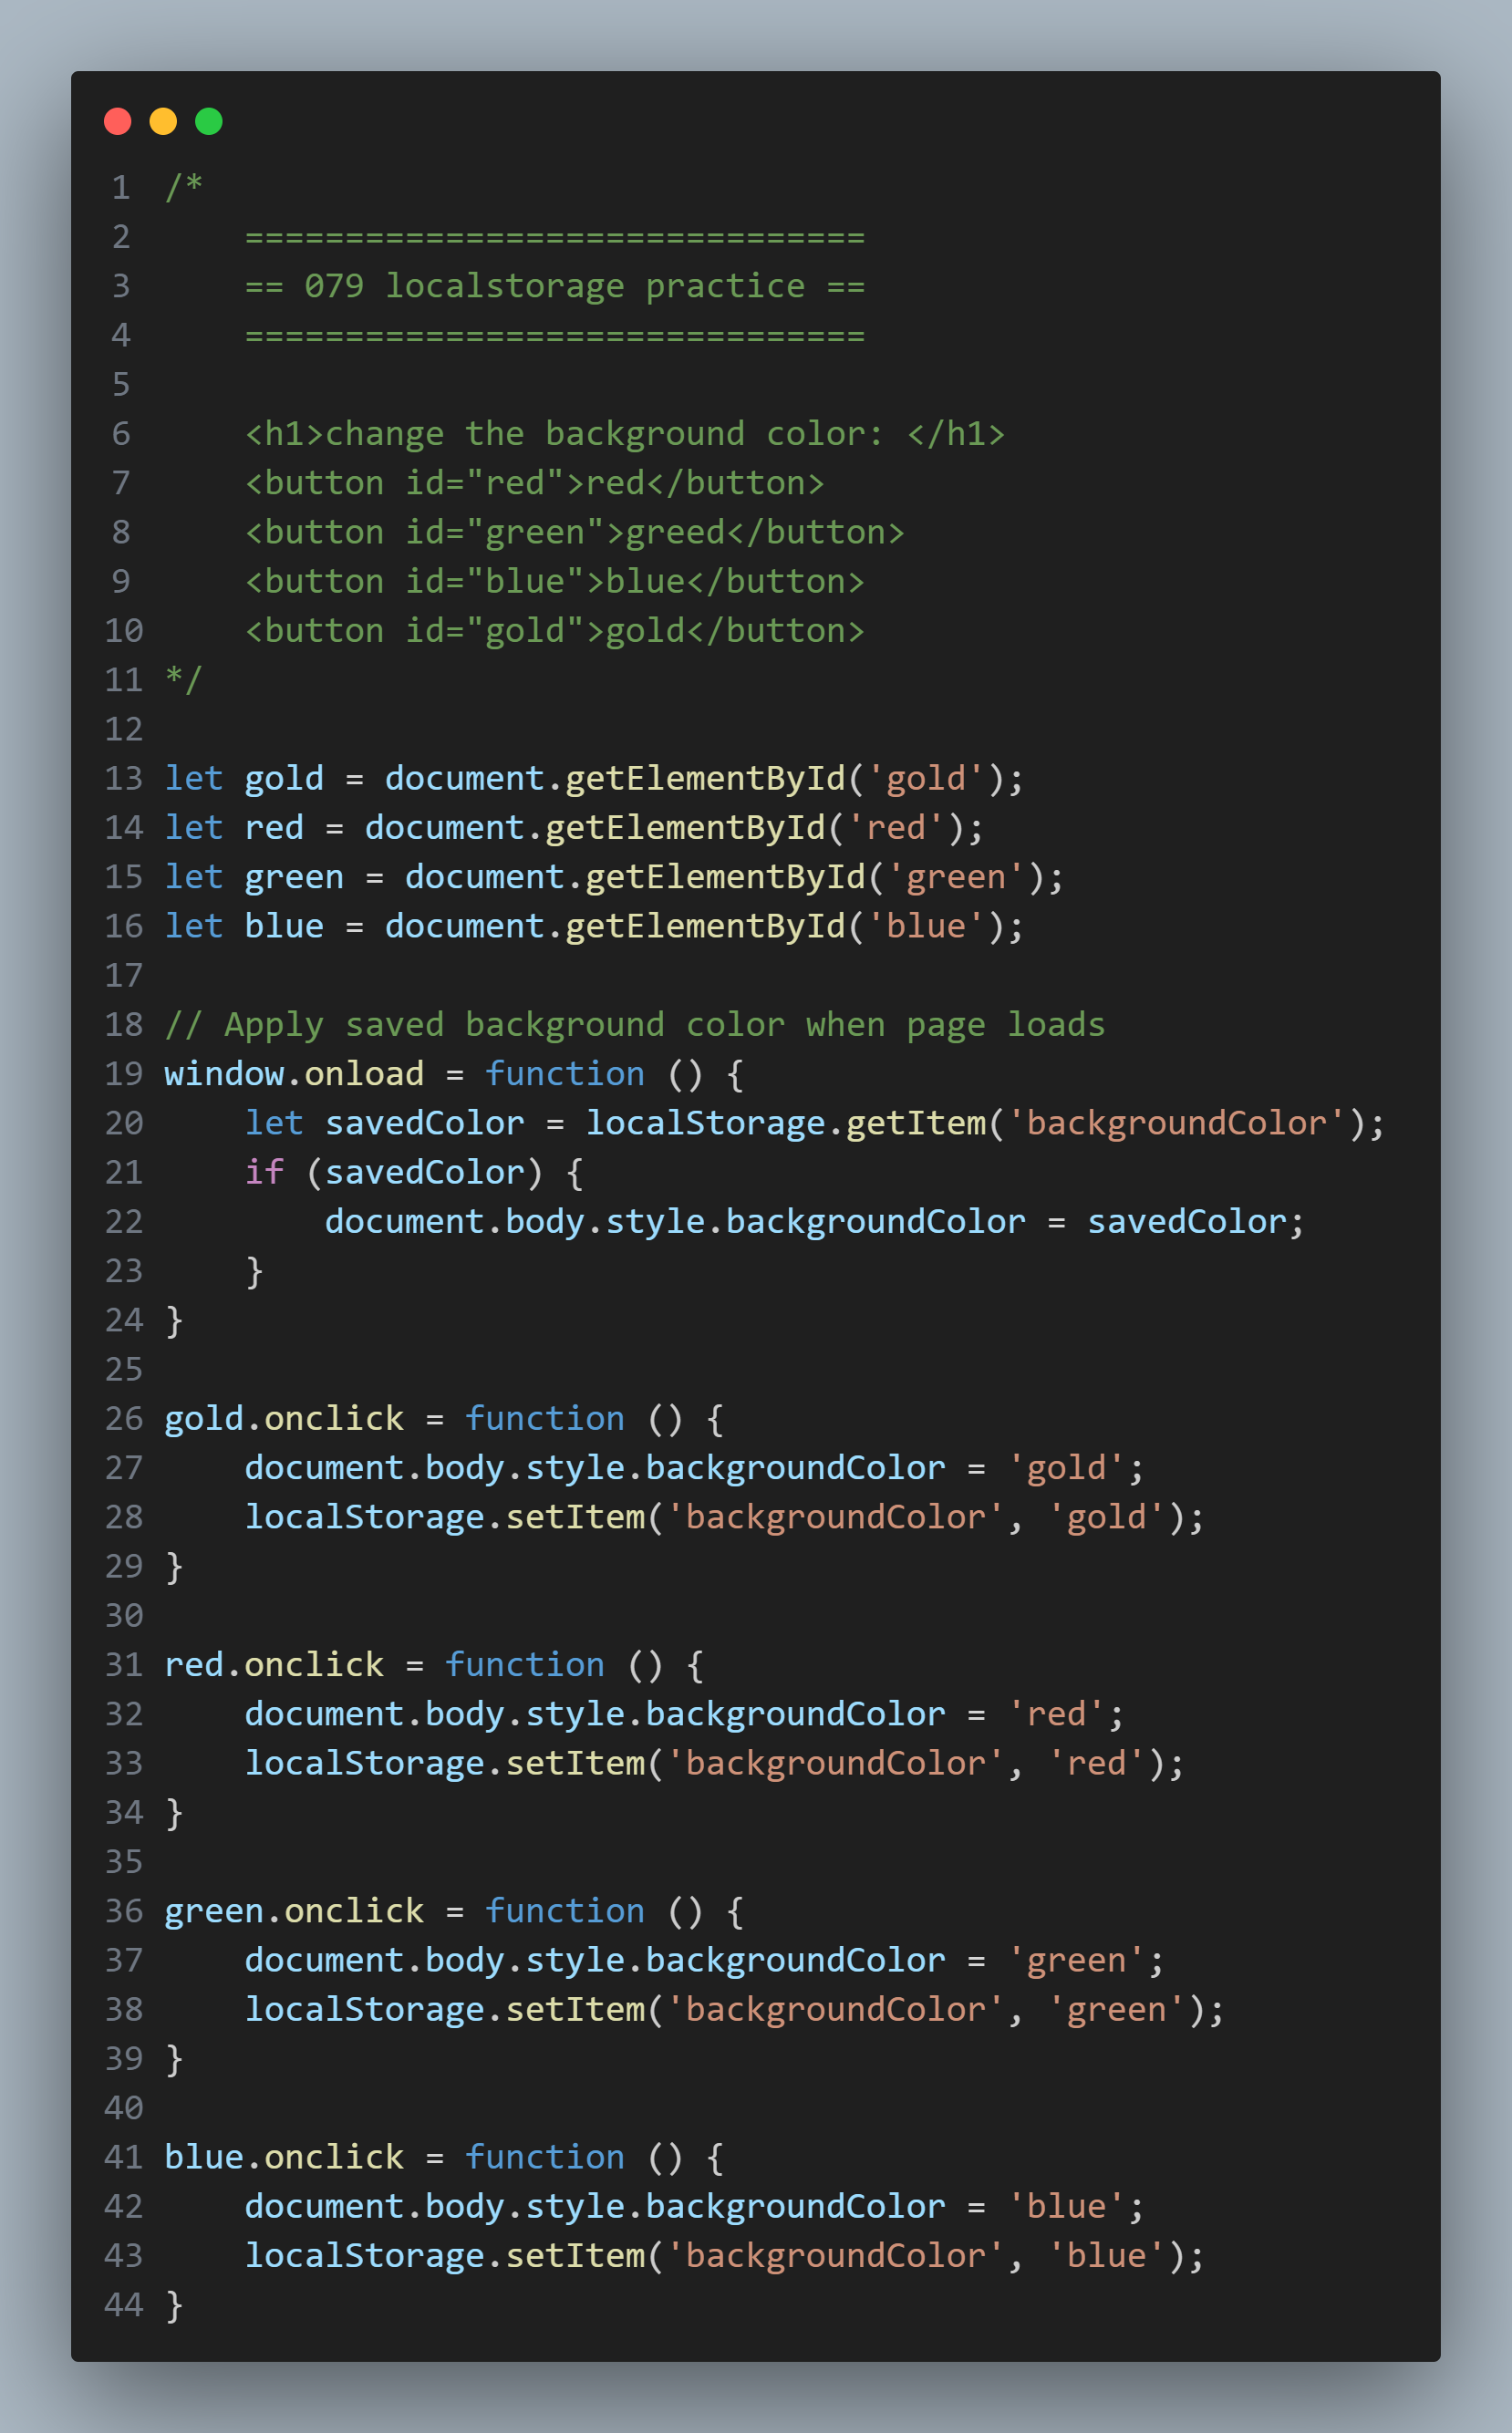 1 /*
2     ===============================
3     == 079 localstorage practice ==
4     ===============================
5
6     <h1>change the background color: </h1>
7     <button id="red">red</button>
8     <button id="green">greed</button>
9     <button id="blue">blue</button>
10     <button id="gold">gold</button>
11 */
12
13 let gold = document.getElementById('gold');
14 let red = document.getElementById('red');
15 let green = document.getElementById('green');
16 let blue = document.getElementById('blue');
17
18 // Apply saved background color when page loads
19 window.onload = function () {
20     let savedColor = localStorage.getItem('backgroundColor');
21     if (savedColor) {
22         document.body.style.backgroundColor = savedColor;
23     }
24 }
25
26 gold.onclick = function () {
27     document.body.style.backgroundColor = 'gold';
28     localStorage.setItem('backgroundColor', 'gold');
29 }
30
31 red.onclick = function () {
32     document.body.style.backgroundColor = 'red';
33     localStorage.setItem('backgroundColor', 'red');
34 }
35
36 green.onclick = function () {
37     document.body.style.backgroundColor = 'green';
38     localStorage.setItem('backgroundColor', 'green');
39 }
40
41 blue.onclick = function () {
42     document.body.style.backgroundColor = 'blue';
43     localStorage.setItem('backgroundColor', 'blue');
44 }